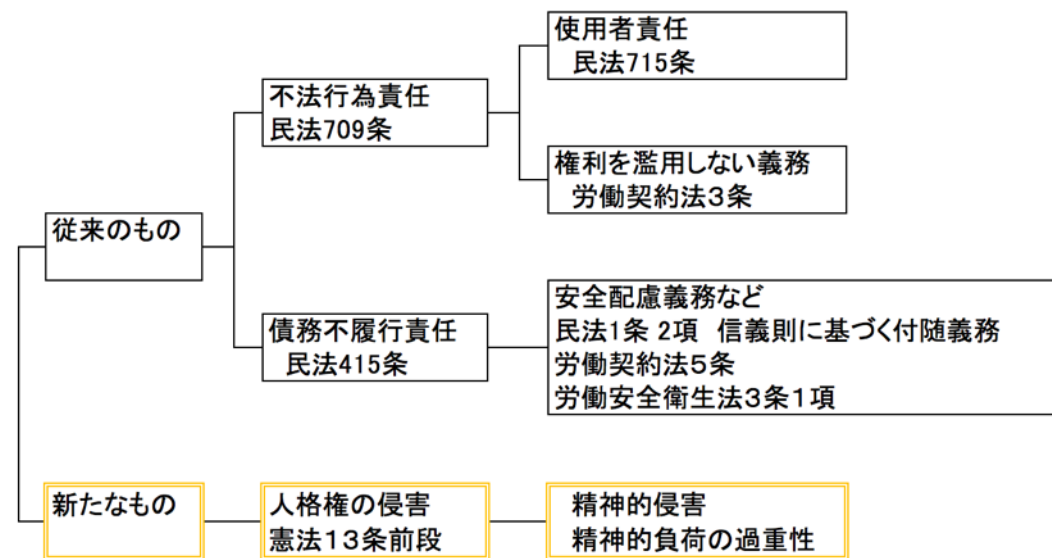 使用者責任
民法715条
不法行為責任
民法709条
権利を濫用しない義務
労働契約法３条
従来のもの
安全配慮義務など
民法1条 2項 信義則に基づく付随義務
労働契約法５条
労働安全衛生法３条１項
債務不履行責任
民法415条
新たなもの
人格権の侵害
憲法１３条前段
精神的侵害
精神的負荷の過重性